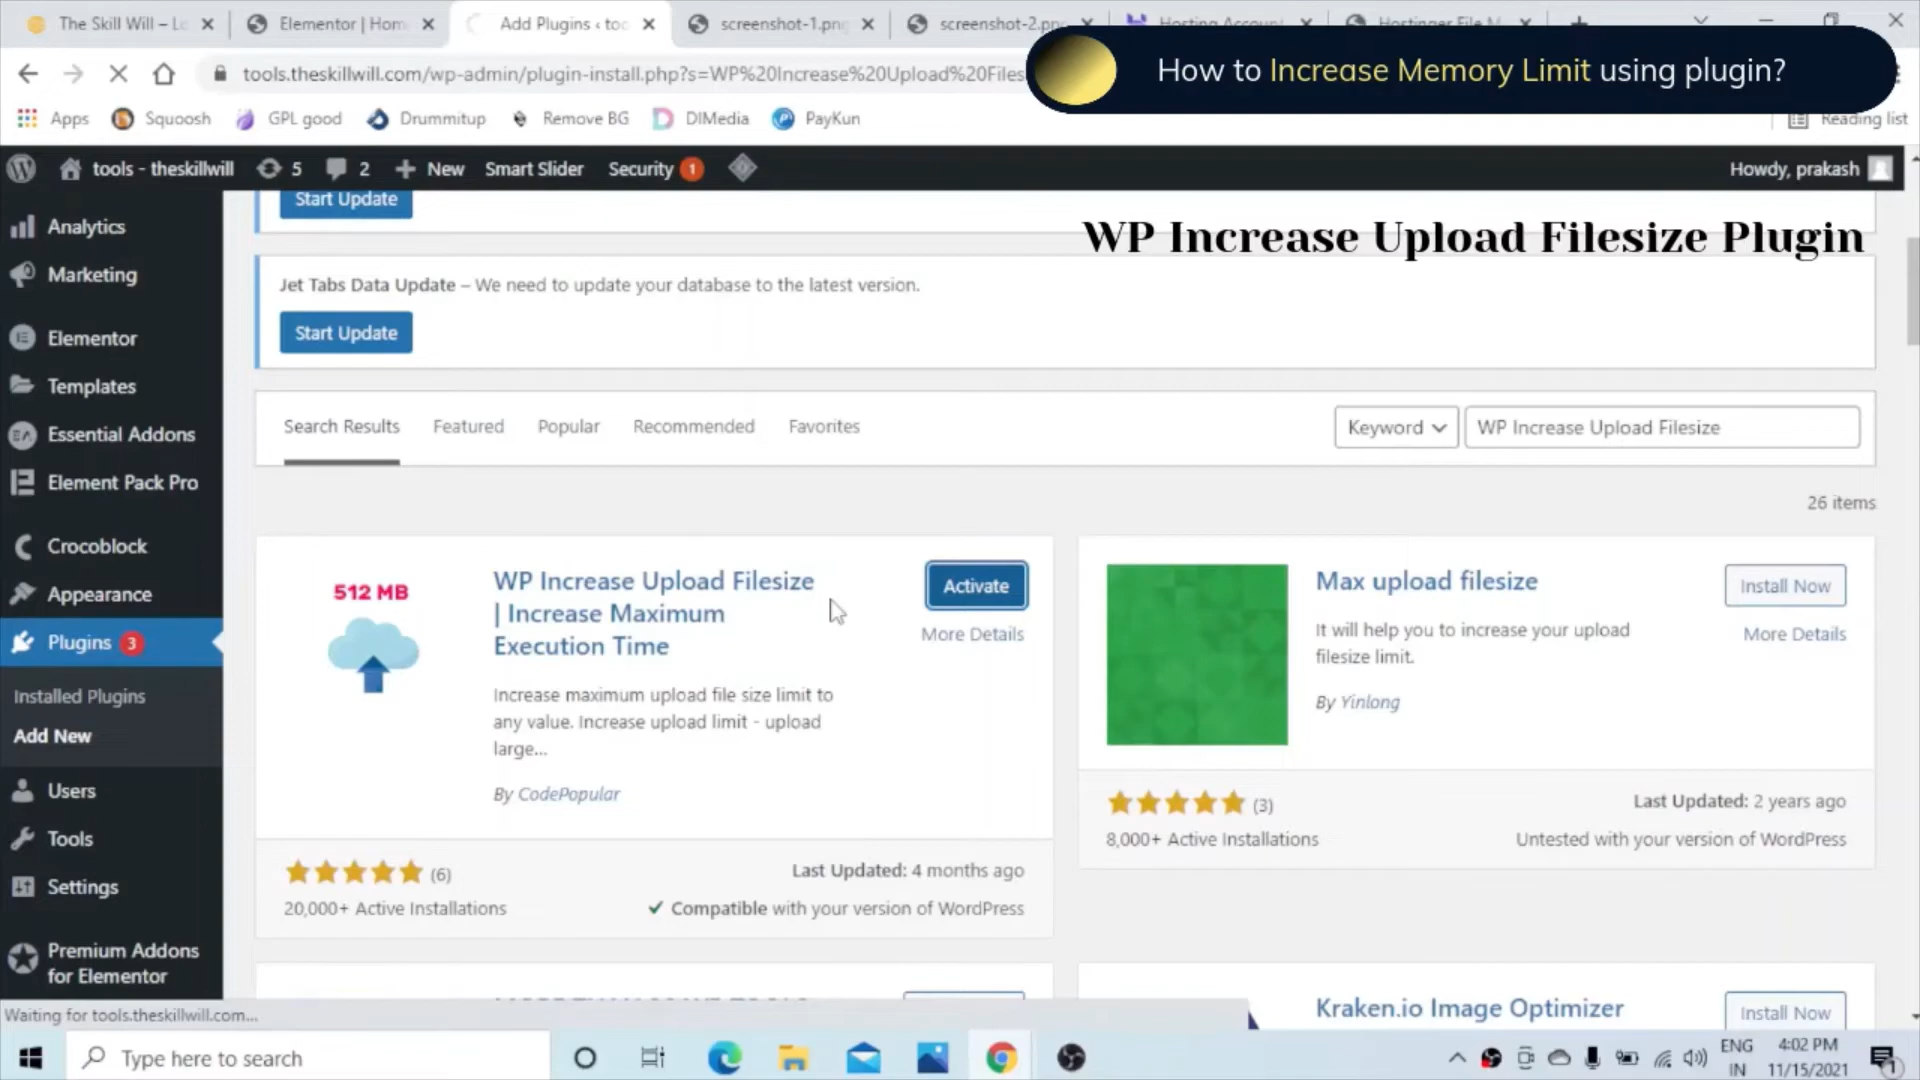 The Skill Will – Le
Elementor | Hom
Add Plugins ‹ too
screenshot-1.png
screenshot-2.png
Hosting Account
Hostinger File M
tools.theskillwill.com/wp-admin/plugin-install.php?s=WP%20Increase%20Upload%20Files
How to Increase Memory Limit using plugin?
Apps
Squoosh
GPL good
Drummitup
Remove BG
DIMedia
PayKun
Reading list
tools - theskillwill
5
2
New
Smart Slider
Security 1
Howdy, prakash
Start Update
WP Increase Upload Filesize Plugin
Analytics
Marketing
Elementor
Templates
Essential Addons
Element Pack Pro
Crocoblock
Appearance
Plugins 3
Installed Plugins
Add New
Users
Tools
Settings
Premium Addons
for Elementor
Jet Tabs Data Update – We need to update your database to the latest version.
Start Update
Search Results
Featured
Popular
Recommended
Favorites
Keyword
WP Increase Upload Filesize
26 items
512 MB
WP Increase Upload Filesize
| Increase Maximum
Execution Time
Activate
More Details
Increase maximum upload file size limit to
any value. Increase upload limit - upload
large...
By CodePopular
(6)
Last Updated: 4 months ago
20,000+ Active Installations
Compatible with your version of WordPress
Max upload filesize
Install Now
More Details
It will help you to increase your upload
filesize limit.
By Yinlong
(3)
Last Updated: 2 years ago
8,000+ Active Installations
Untested with your version of WordPress
Kraken.io Image Optimizer
Install Now
Waiting for tools.theskillwill.com...
Type here to search
ENG
IN
4:02 PM
11/15/2021
1